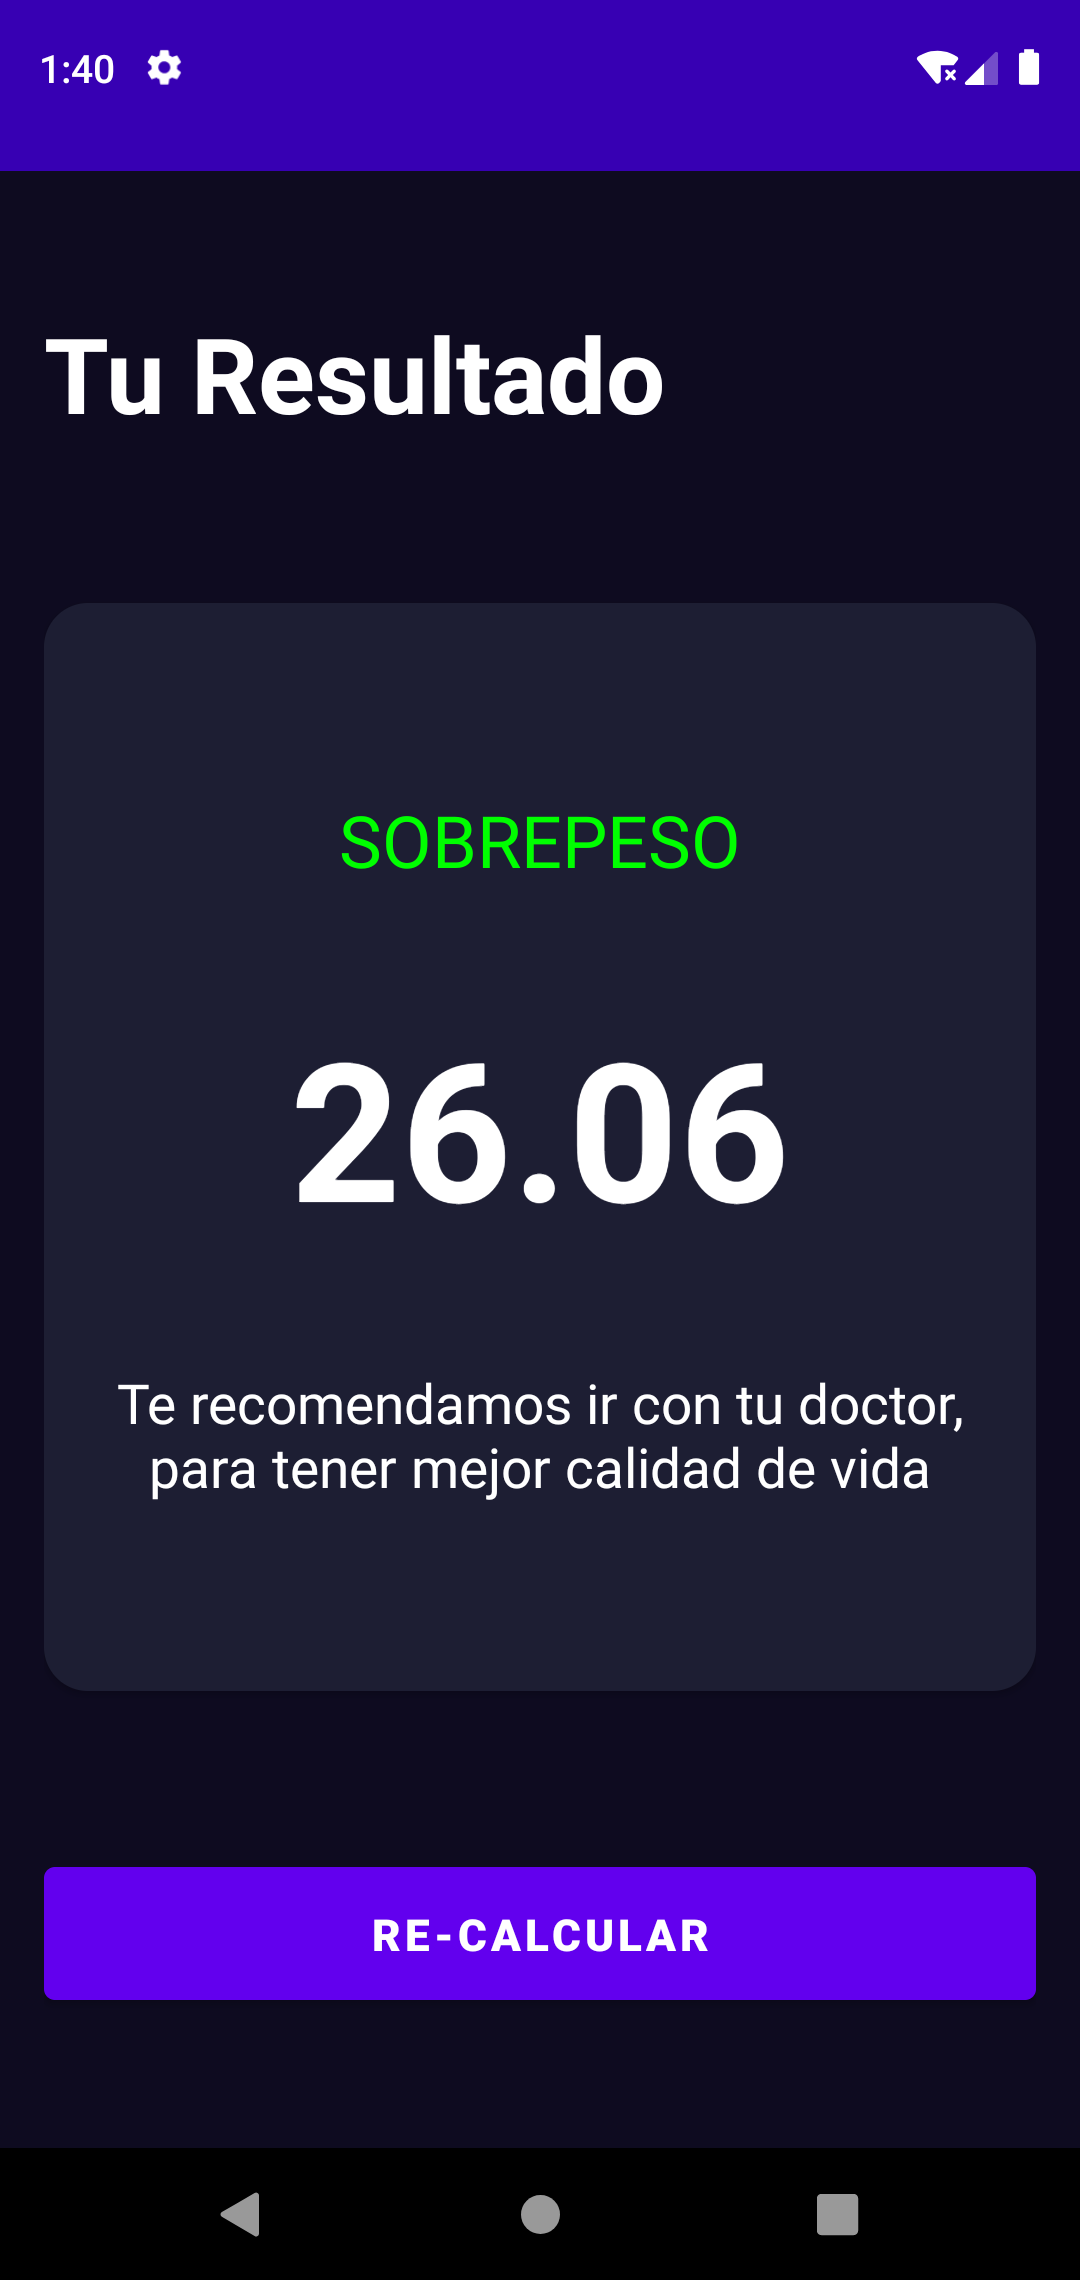 1:40
Tu Resultado
SOBREPESO
26.06
Te recomendamos ir con tu doctor,
para tener mejor calidad de vida
RE-CALCULAR